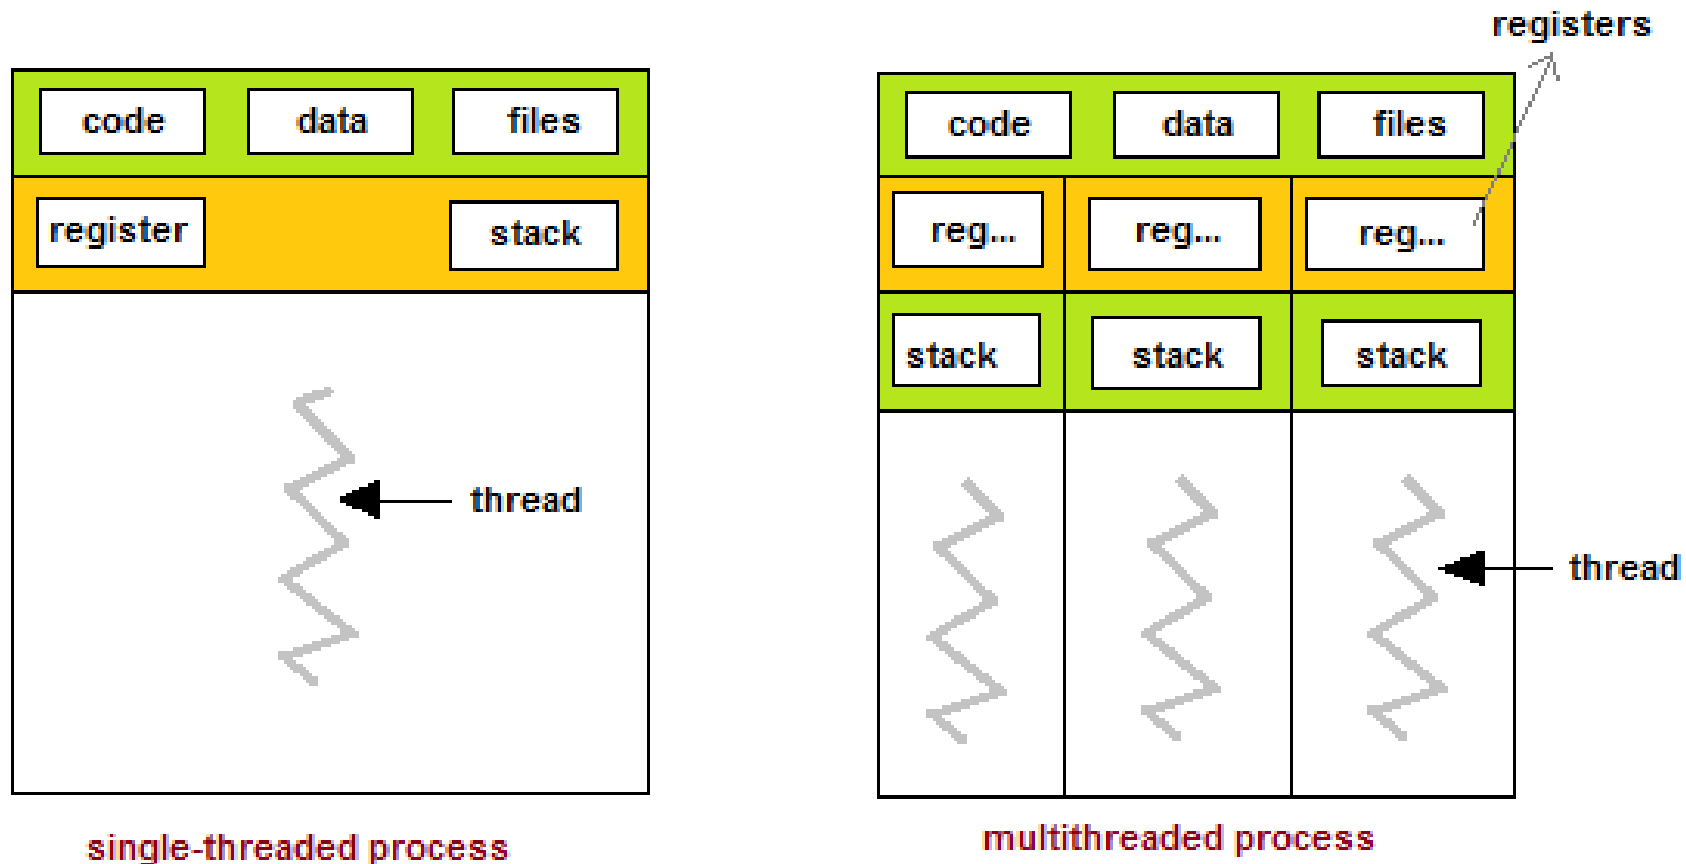 code data files
register stack
thread
single-threaded process
registers
code data files
reg... reg... reg...
stack stack stack
thread
multithreaded process